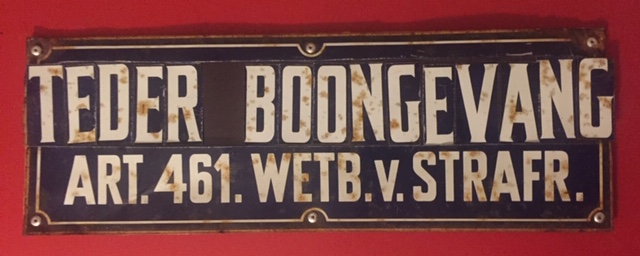 TEDER BOONGEVANG
ART. 461. WETB. v. STRAFR.